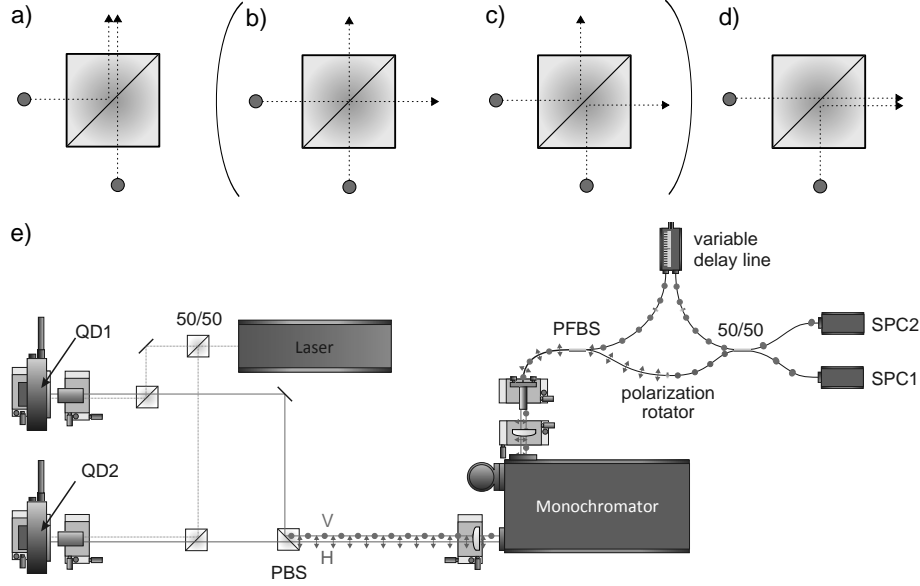 a)
b)
c)
d)
e)
variable
delay line
QD1
50/50
Laser
PFBS
50/50
SPC2
SPC1
polarization
rotator
QD2
V
H
PBS
Monochromator